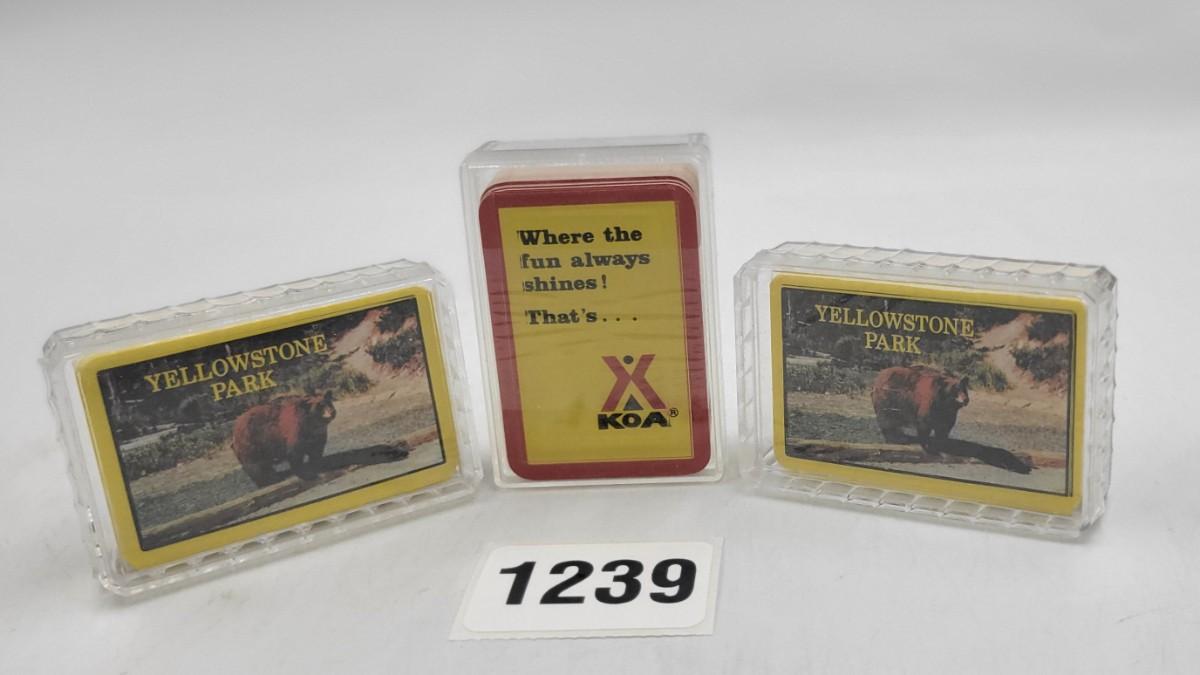 YELLOWSTONE
PARK
Where the
fun always
shines!
That's...
KOA®
YELLOWSTONE
PARK
1239